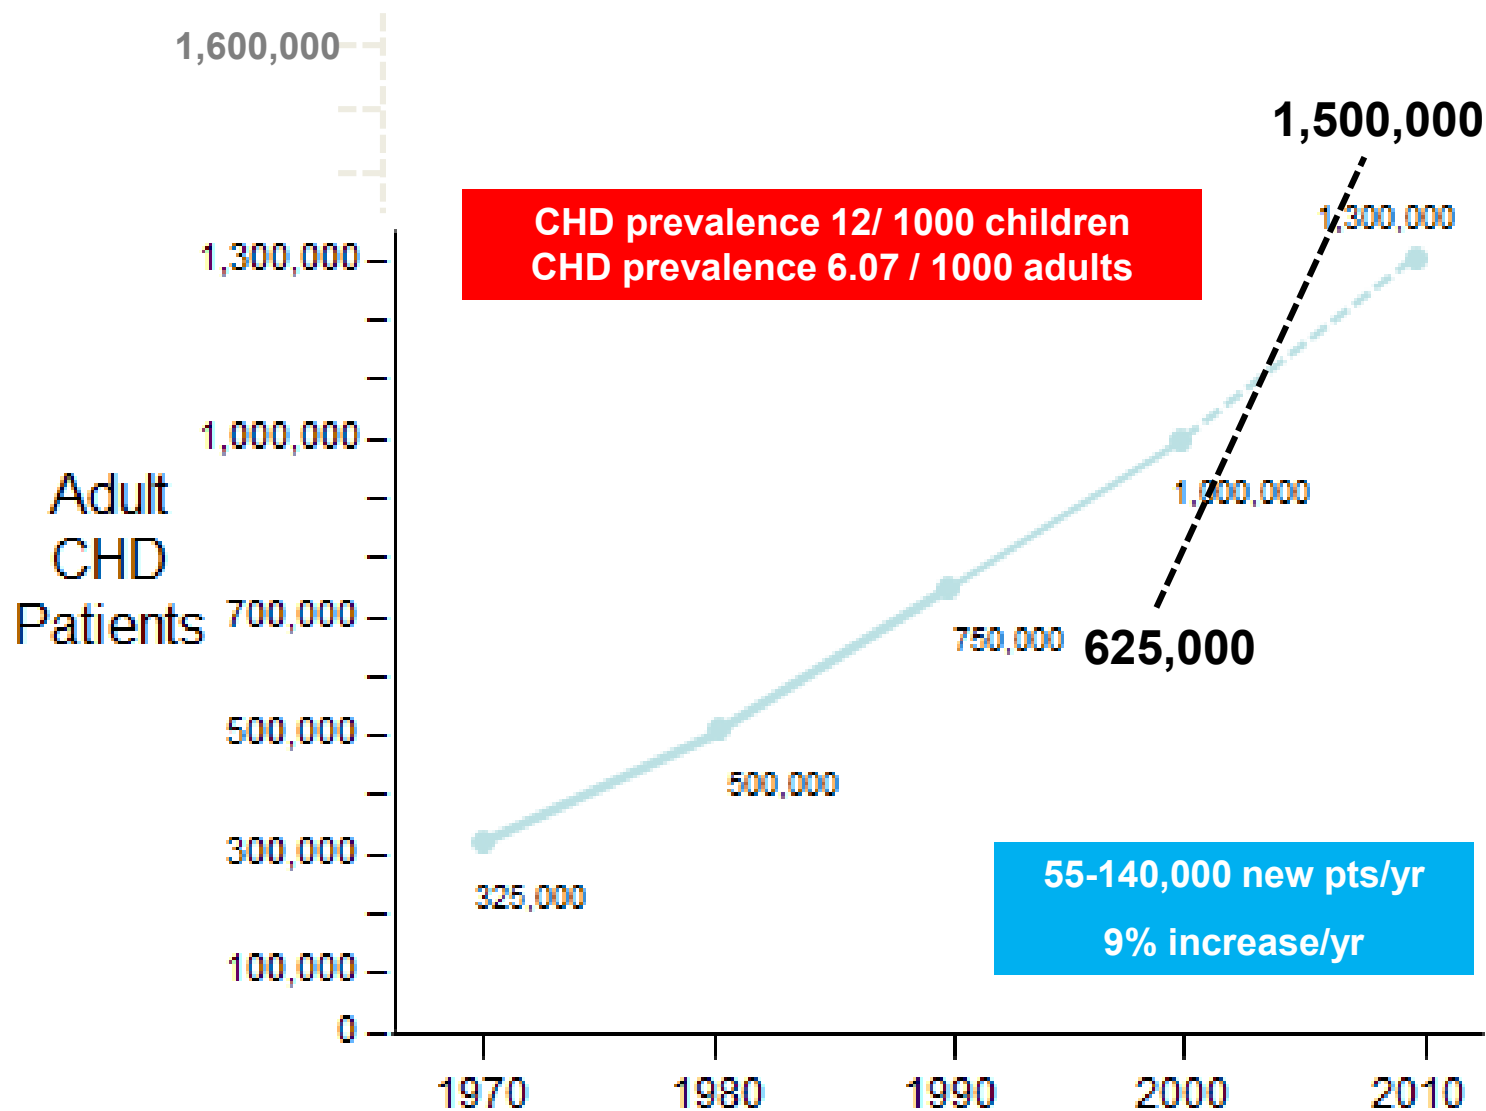 1,600,000
1,500,000
1,300,000
CHD prevalence 12/ 1000 children
CHD prevalence 6.07 / 1000 adults
1,300,000
1,000,000
1,000,000
Adult
CHD
Patients
700,000
750,000
625,000
500,000
500,000
300,000
325,000
55-140,000 new pts/yr
9% increase/yr
100,000
0
1970
1980
1990
2000
2010